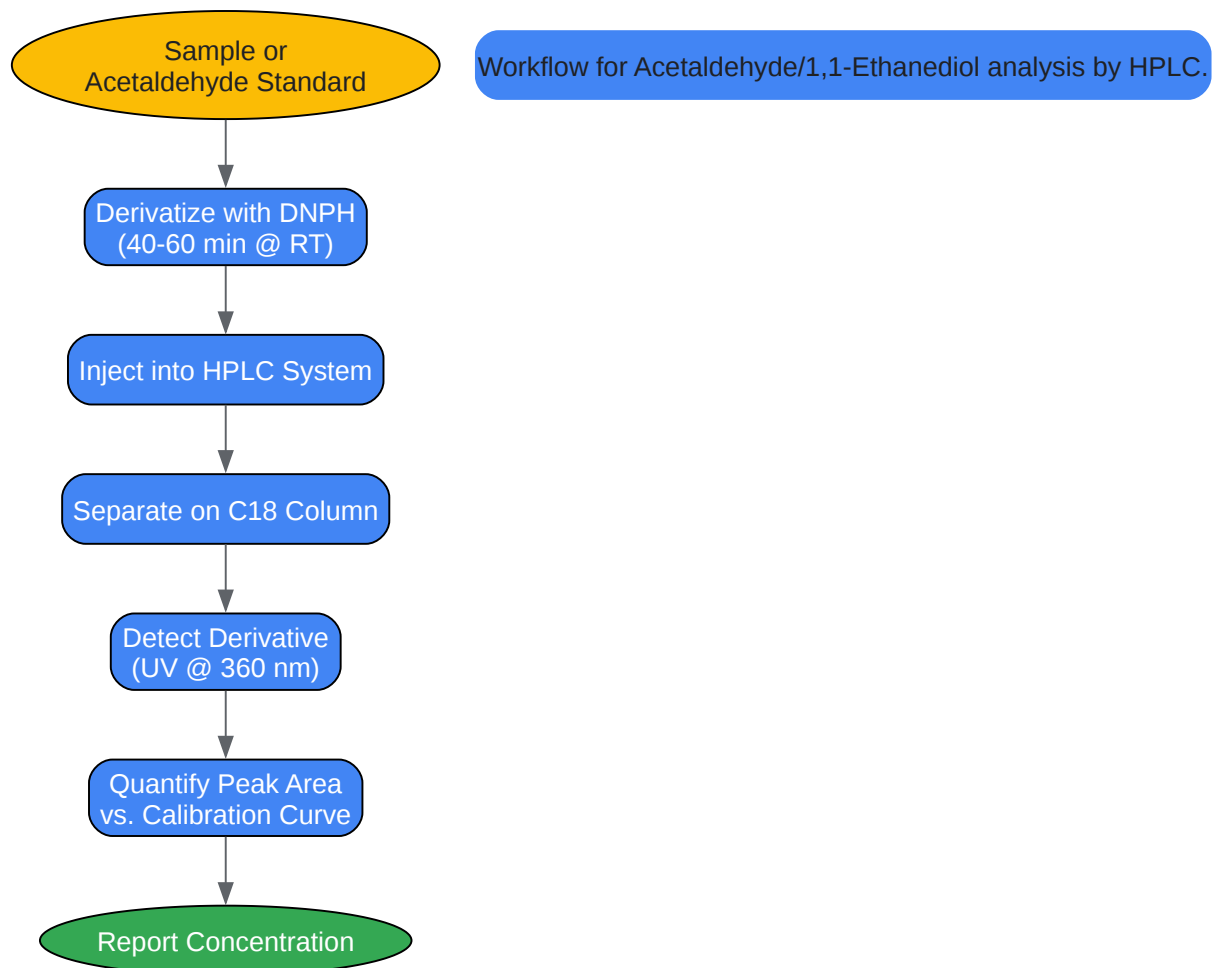 Sample or
Acetaldehyde Standard
Workflow for Acetaldehyde/1,1-Ethanediol analysis by HPLC.
Derivatize with DNPH
(40-60 min @ RT)
Inject into HPLC System
Separate on C18 Column
Detect Derivative
(UV @ 360 nm)
Quantify Peak Area
vs. Calibration Curve
Report Concentration